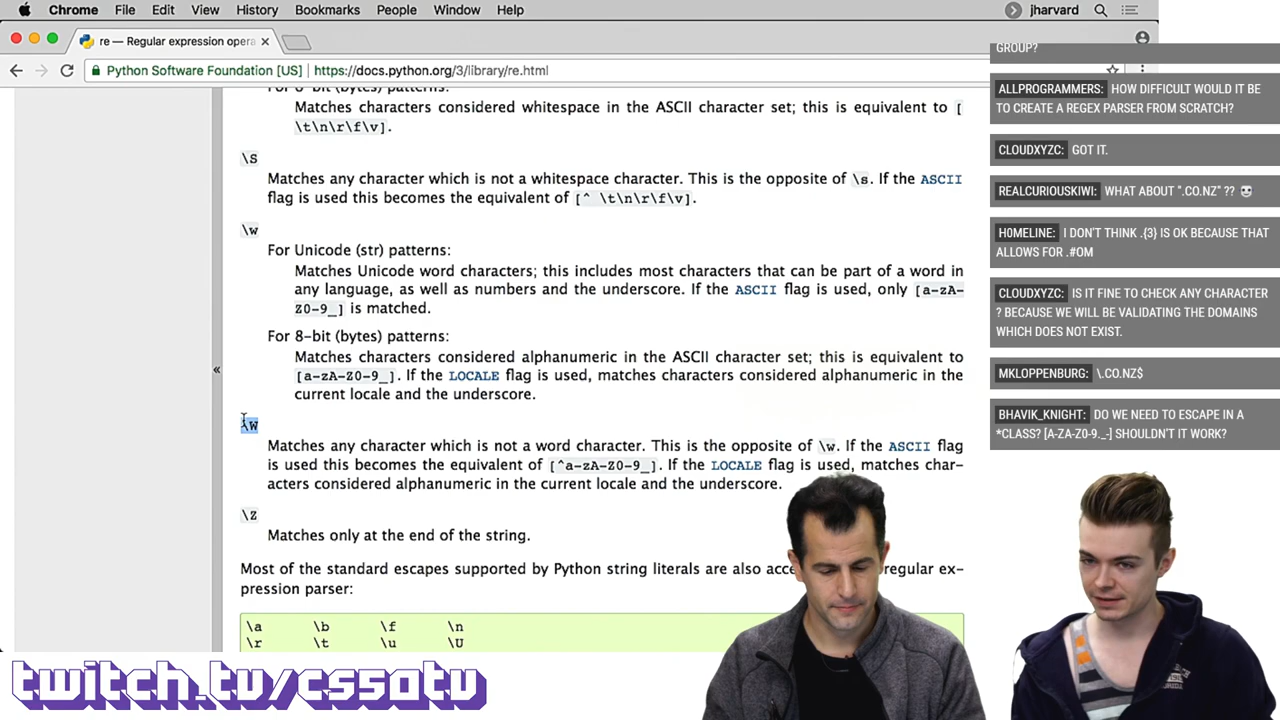 Chrome File Edit View History Bookmarks People Window Help jharvard
re — Regular expression opera
Python Software Foundation [US] | https://docs.python.org/3/library/re.html
For 8-bit (bytes) patterns:
Matches characters considered whitespace in the ASCII character set; this is equivalent to [
\t\n\r\f\v].
\S
Matches any character which is not a whitespace character. This is the opposite of \s. If the ASCII
flag is used this becomes the equivalent of [^ \t\n\r\f\v].
\w
For Unicode (str) patterns:
Matches Unicode word characters; this includes most characters that can be part of a word in
any language, as well as numbers and the underscore. If the ASCII flag is used, only [a-zA-
Z0-9_] is matched.
For 8-bit (bytes) patterns:
Matches characters considered alphanumeric in the ASCII character set; this is equivalent to
[a-zA-Z0-9_]. If the LOCALE flag is used, matches characters considered alphanumeric in the
current locale and the underscore.
\W
Matches any character which is not a word character. This is the opposite of \w. If the ASCII flag
is used this becomes the equivalent of [^a-zA-Z0-9_]. If the LOCALE flag is used, matches char-
acters considered alphanumeric in the current locale and the underscore.
\Z
Matches only at the end of the string.
Most of the standard escapes supported by Python string literals are also acce regular ex-
pression parser:
\a \b \f \n
\r \t \u \U
GROUP?
ALLPROGRAMMERS: HOW DIFFICULT WOULD IT BE
TO CREATE A REGEX PARSER FROM SCRATCH?
CLOUDXYZC: GOT IT.
REALCURIOUSKIWI: WHAT ABOUT ".CO.NZ" ??
H0MELINE: I DON'T THINK .{3} IS OK BECAUSE THAT
ALLOWS FOR .#OM
CLOUDXYZC: IS IT FINE TO CHECK ANY CHARACTER
? BECAUSE WE WILL BE VALIDATING THE DOMAINS
WHICH DOES NOT EXIST.
MKLOPPENBURG: \.CO.NZ$
BHAVIK_KNIGHT: DO WE NEED TO ESCAPE IN A
*CLASS? [A-ZA-Z0-9._-] SHOULDN'T IT WORK?
twitch.tv/cs50tv